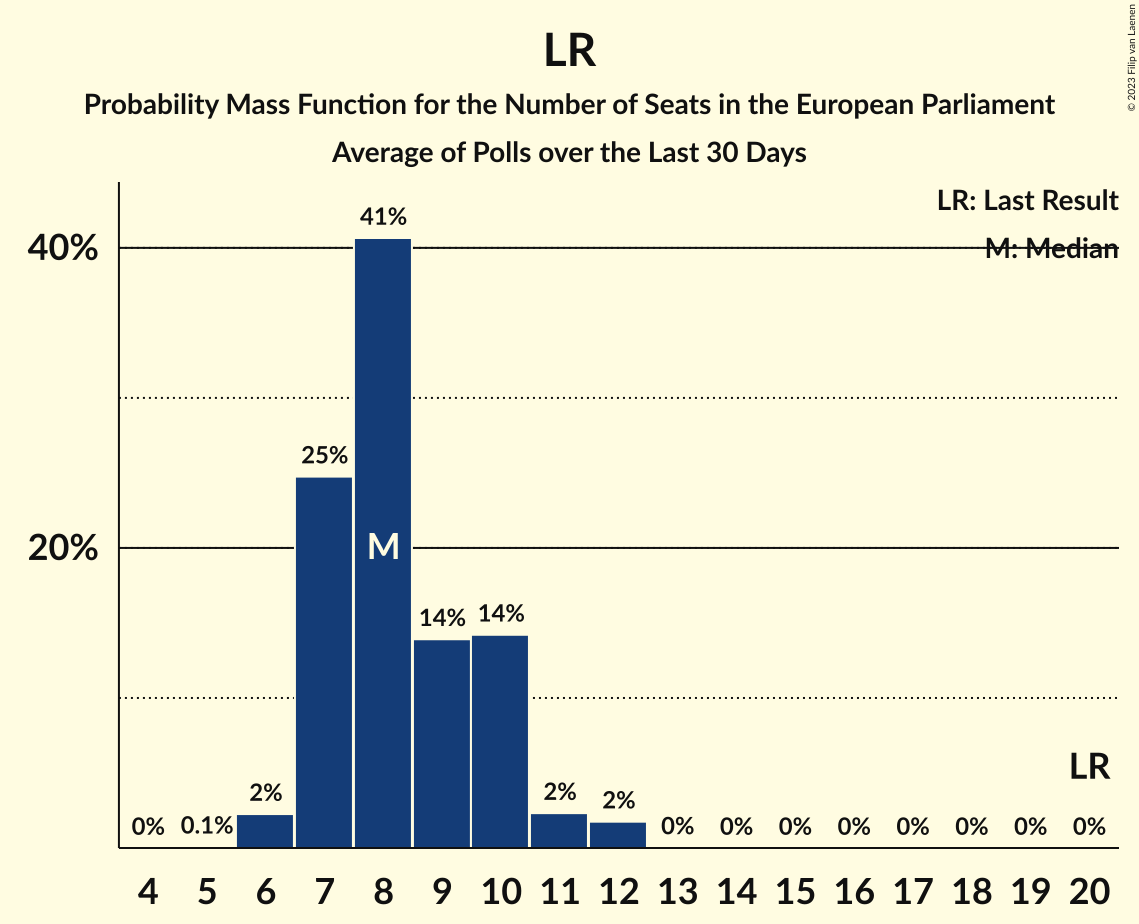 LR
Probability Mass Function for the Number of Seats in the European Parliament
Average of Polls over the Last 30 Days
© 2023 Filip van Laenen
LR: Last Result
M: Median
40%
20%
41%
25%
M
14%
14%
2%
2%
2%
0%
0.1%
0%
0%
0%
0%
0%
0%
0%
0%
LR
4 5 6 7 8 9 10 11 12 13 14 15 16 17 18 19 20